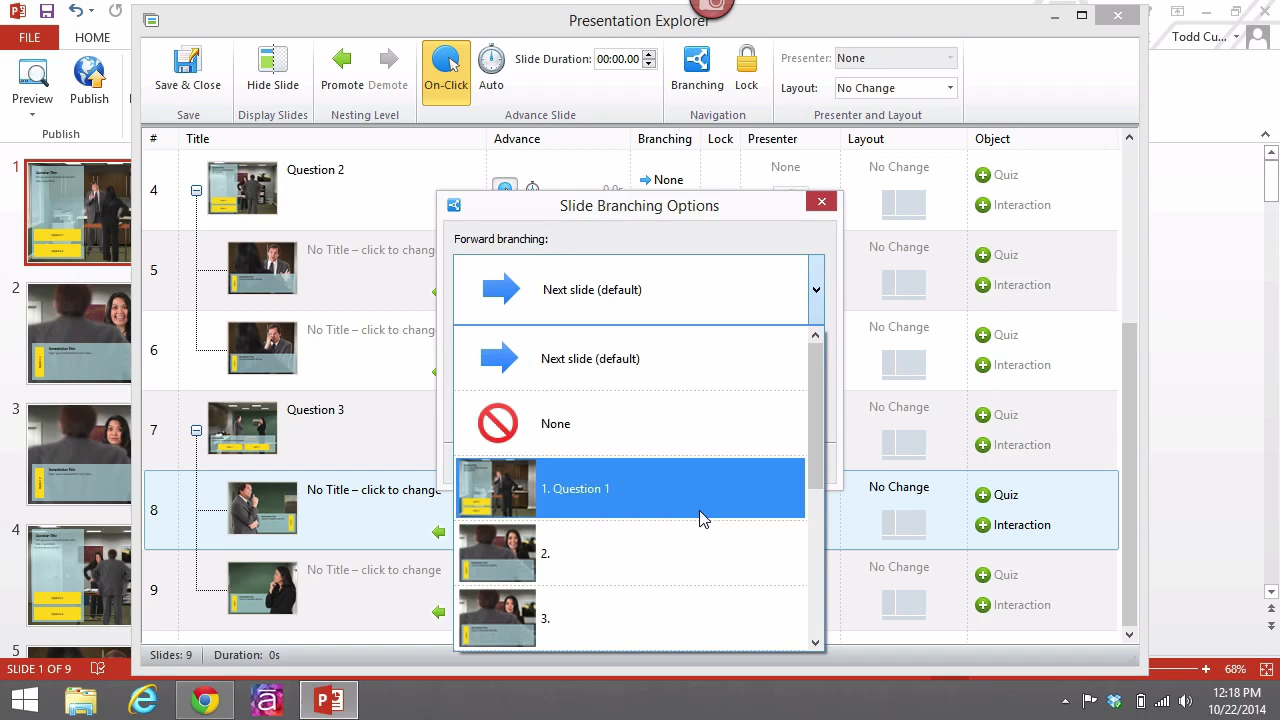 Presentation Explorer
FILE
HOME
Todd Cu...
Preview
Publish
Publish
Save & Close
Hide Slide
Promote
Demote
On-Click
Auto
Slide Duration:
00:00.00
Branching
Lock
Presenter:
None
Layout:
No Change
Save
Display Slides
Nesting Level
Advance Slide
Navigation
Presenter and Layout
#
Title
Advance
Branching
Lock
Presenter
Layout
Object
4
Question 2
None
None
No Change
Quiz
Interaction
5
No Title – click to chang
No Change
Quiz
Interaction
6
No Title – click to chang
No Change
Quiz
Interaction
7
Question 3
No Change
Quiz
Interaction
8
No Title – click to change
No Change
Quiz
Interaction
9
No Title – click to change
No Change
Quiz
Interaction
Slide Branching Options
Forward branching:
Next slide (default)
Next slide (default)
None
1. Question 1
2.
3.
1
2
3
4
5
Slides: 9
Duration: 0s
SLIDE 1 OF 9
68%
12:18 PM
10/22/2014